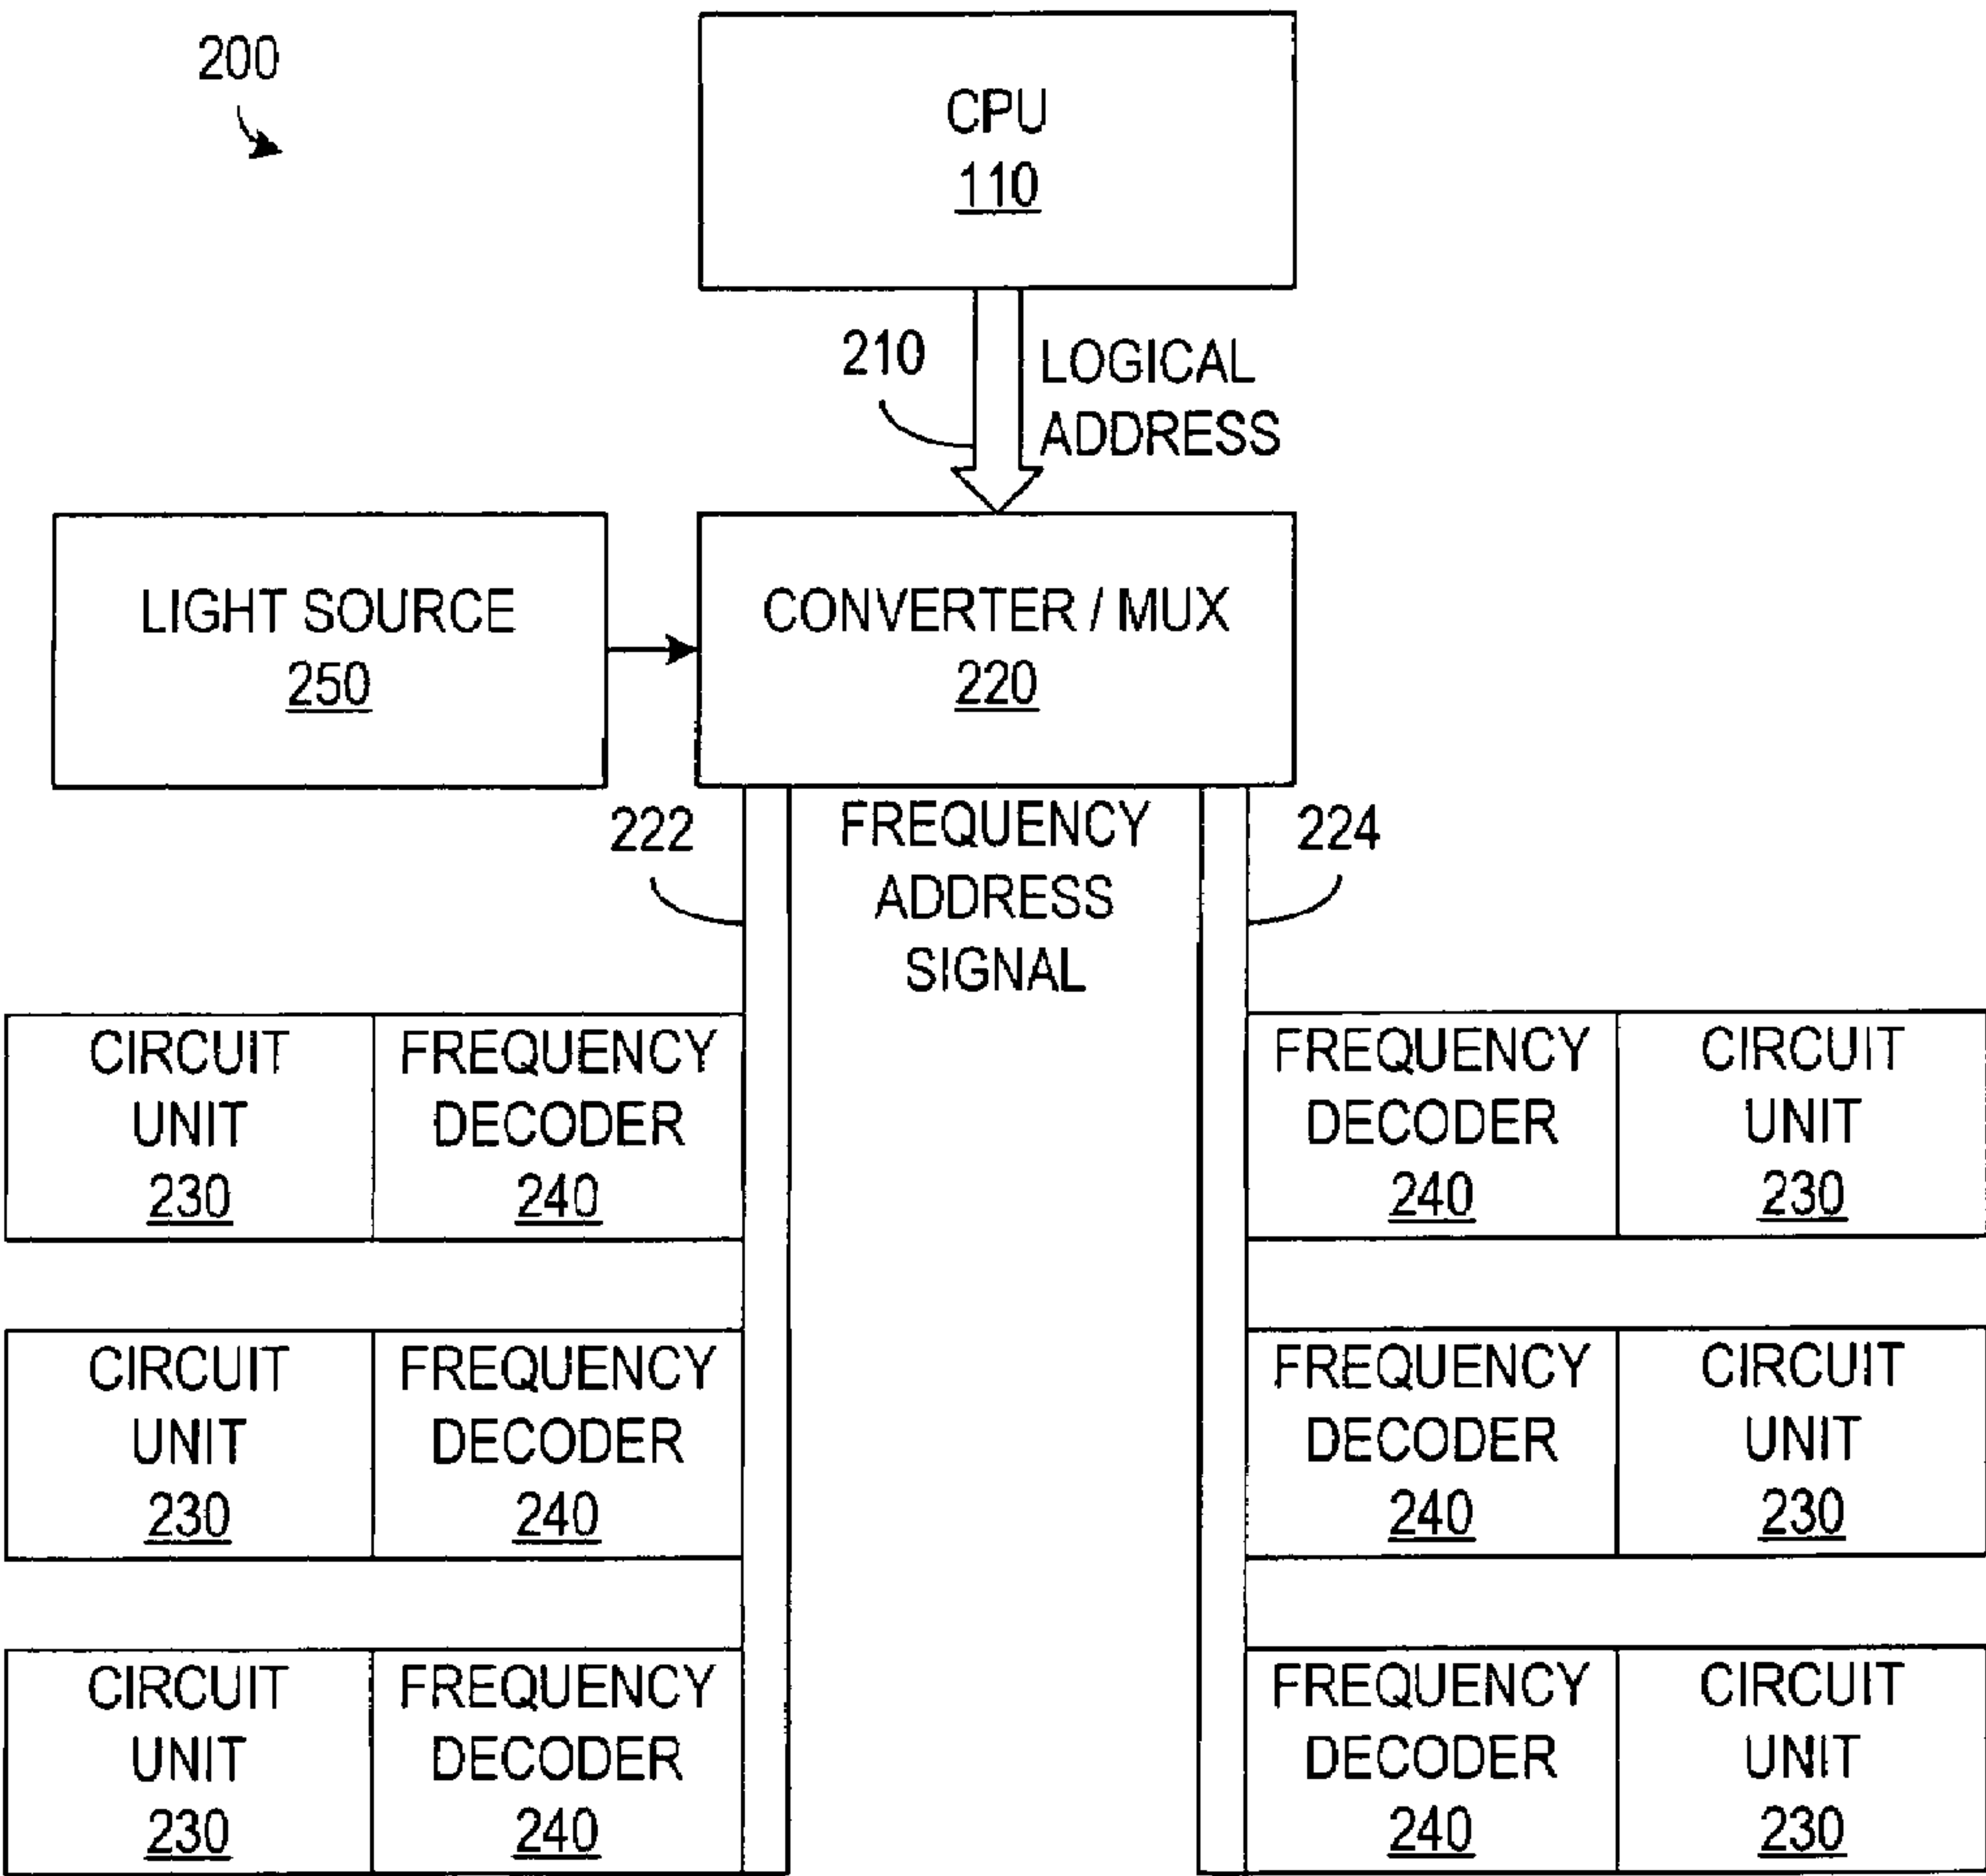 200
CPU
110
210
LOGICAL
ADDRESS
LIGHT SOURCE
250
CONVERTER / MUX
220
222
FREQUENCY
ADDRESS
SIGNAL
224
CIRCUIT
UNIT
230
FREQUENCY
DECODER
240
FREQUENCY
DECODER
240
CIRCUIT
UNIT
230
CIRCUIT
UNIT
230
FREQUENCY
DECODER
240
FREQUENCY
DECODER
240
CIRCUIT
UNIT
230
CIRCUIT
UNIT
230
FREQUENCY
DECODER
240
FREQUENCY
DECODER
240
CIRCUIT
UNIT
230